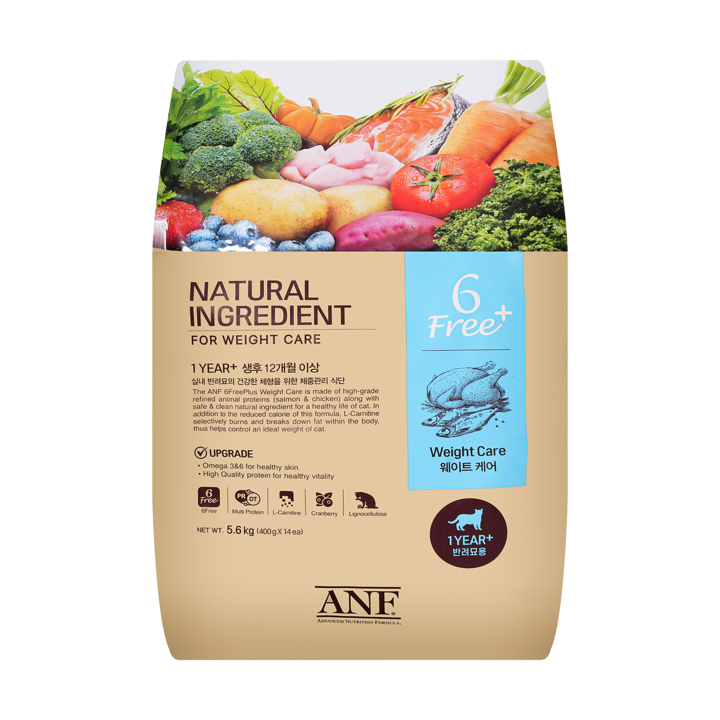 NATURAL
INGREDIENT
FOR WEIGHT CARE
1 YEAR+ 생후 12개월 이상
실내 반려묘의 건강한 체형을 위한 체중관리 식단
The ANF 6FreePlus Weight Care is made of high-grade
refined animal proteins (salmon & chicken) along with
safe & clean natural ingredient for a healthy life of cat. In
addition to the reduced calorie of this formula, L-Carnitine
selectively burns and breaks down fat within the body,
thus helps control an ideal weight of cat.
UPGRADE
• Omega 3&6 for healthy skin
• High Quality protein for healthy vitality
6
Free
6Free
PR
OT
Multi Protein
L-Carnitine
Cranberry
Lignocellulose
NET WT. 5.6 kg (400g X 14 ea)
6
Free+
Weight Care
웨이트 케어
1 YEAR+
반려묘용
ANF®
ADVANCED NUTRITION FORMULA.